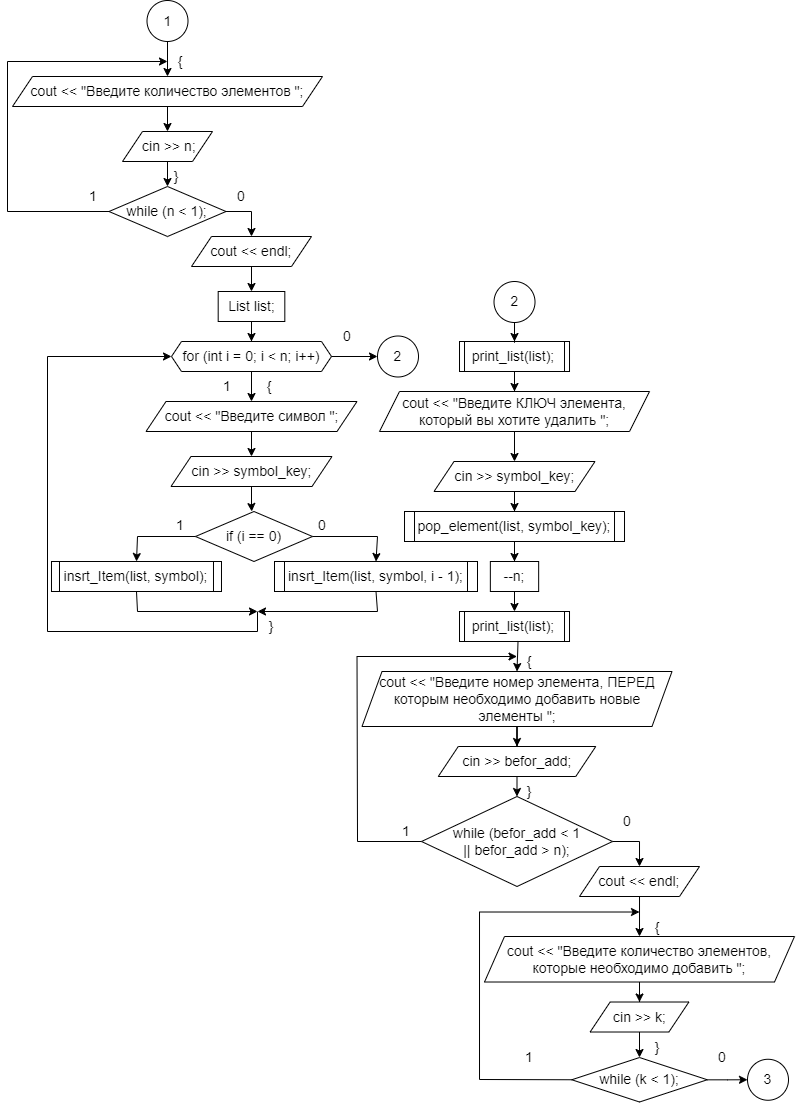 1
{
cout << "Введите количество элементов ";
cin >> n;
}
1
0
while (n < 1);
cout << endl;
List list;
0
for (int i = 0; i < n; i++)
2
1
{
cout << "Введите символ ";
cin >> symbol_key;
1
0
if (i == 0)
insrt_Item(list, symbol);
insrt_Item(list, symbol, i - 1);
}
2
print_list(list);
cout << "Введите КЛЮЧ элемента,
который вы хотите удалить ";
cin >> symbol_key;
pop_element(list, symbol_key);
--n;
print_list(list);
{
cout << "Введите номер элемента, ПЕРЕД
которым необходимо добавить новые
элементы ";
cin >> befor_add;
}
1
0
while (befor_add < 1
|| befor_add > n);
cout << endl;
{
cout << "Введите количество элементов,
которые необходимо добавить ";
cin >> k;
}
1
0
while (k < 1);
3